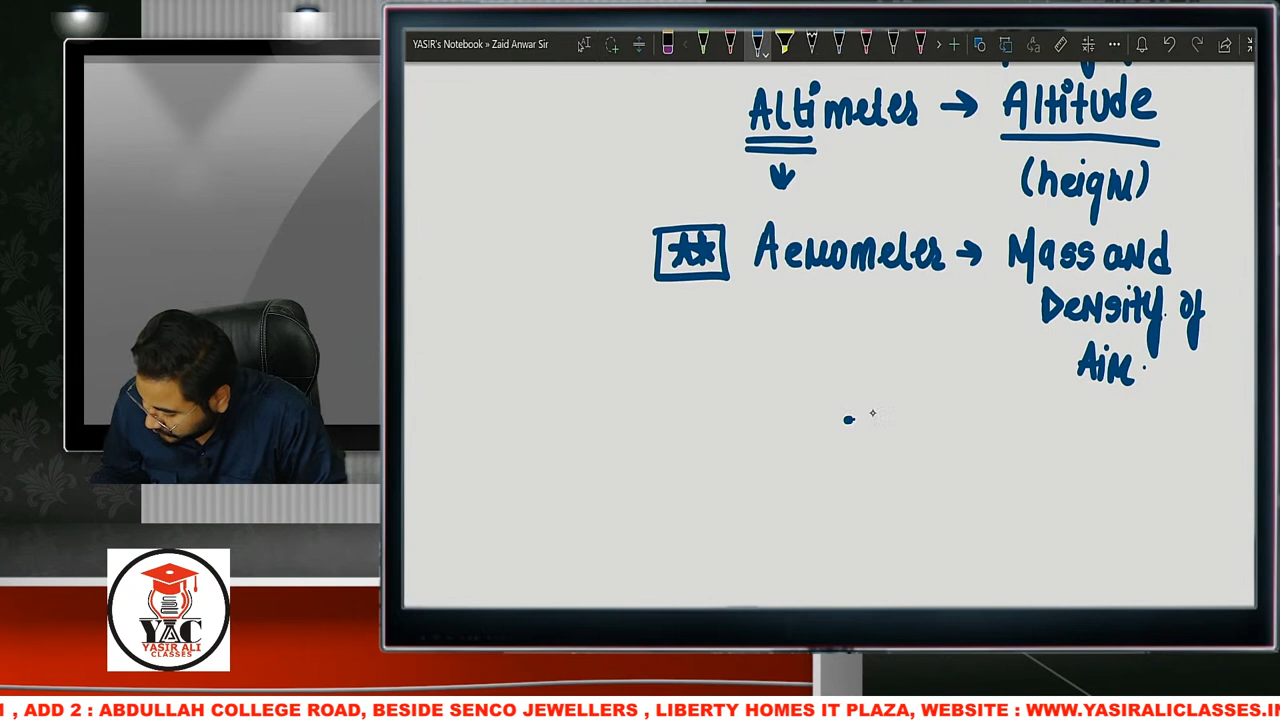 YASIR's Notebook » Zaid Anwar Sir
Altimeter → Altitude
(height)
** Aerometer → Mass and
Density of
Air.
YAC
YASIR ALI
CLASSES
1 , ADD 2 : ABDULLAH COLLEGE ROAD, BESIDE SENCO JEWELLERS , LIBERTY HOMES IT PLAZA, WEBSITE : WWW.YASIRALICLASSES.I